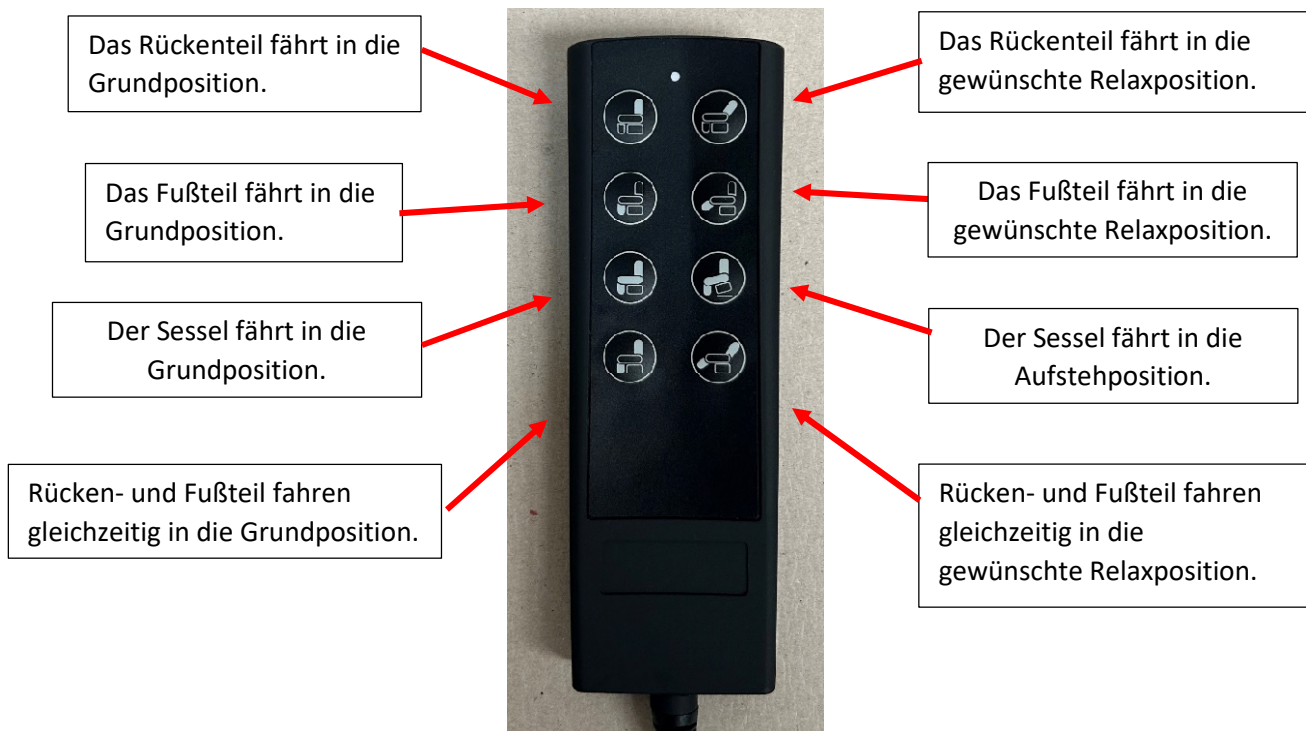 Das Rückenteil fährt in die
Grundposition.
Das Rückenteil fährt in die
gewünschte Relaxposition.
Das Fußteil fährt in die
Grundposition.
Das Fußteil fährt in die
gewünschte Relaxposition.
Der Sessel fährt in die
Grundposition.
Der Sessel fährt in die
Aufstehposition.
Rücken- und Fußteil fahren
gleichzeitig in die Grundposition.
Rücken- und Fußteil fahren
gleichzeitig in die
gewünschte Relaxposition.